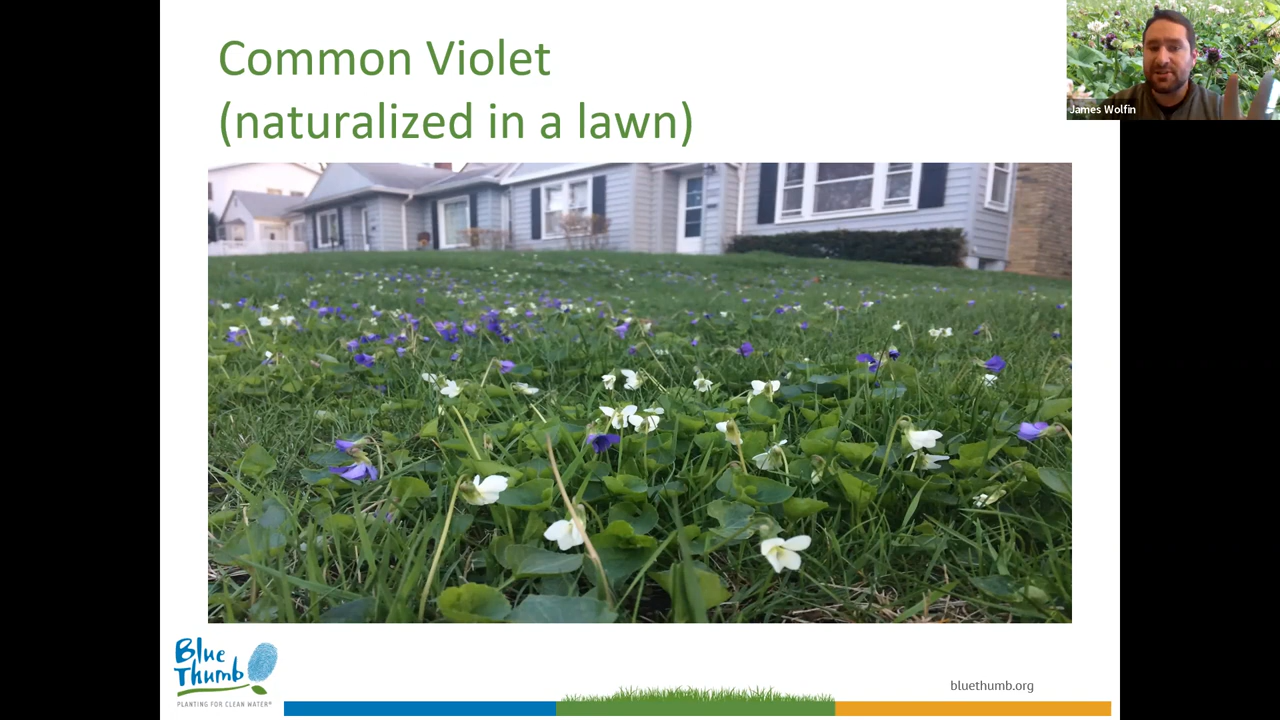 Common Violet
(naturalized in a lawn)
James Wolfin
Blue
Thumb
PLANTING FOR CLEAN WATER®
bluethumb.org